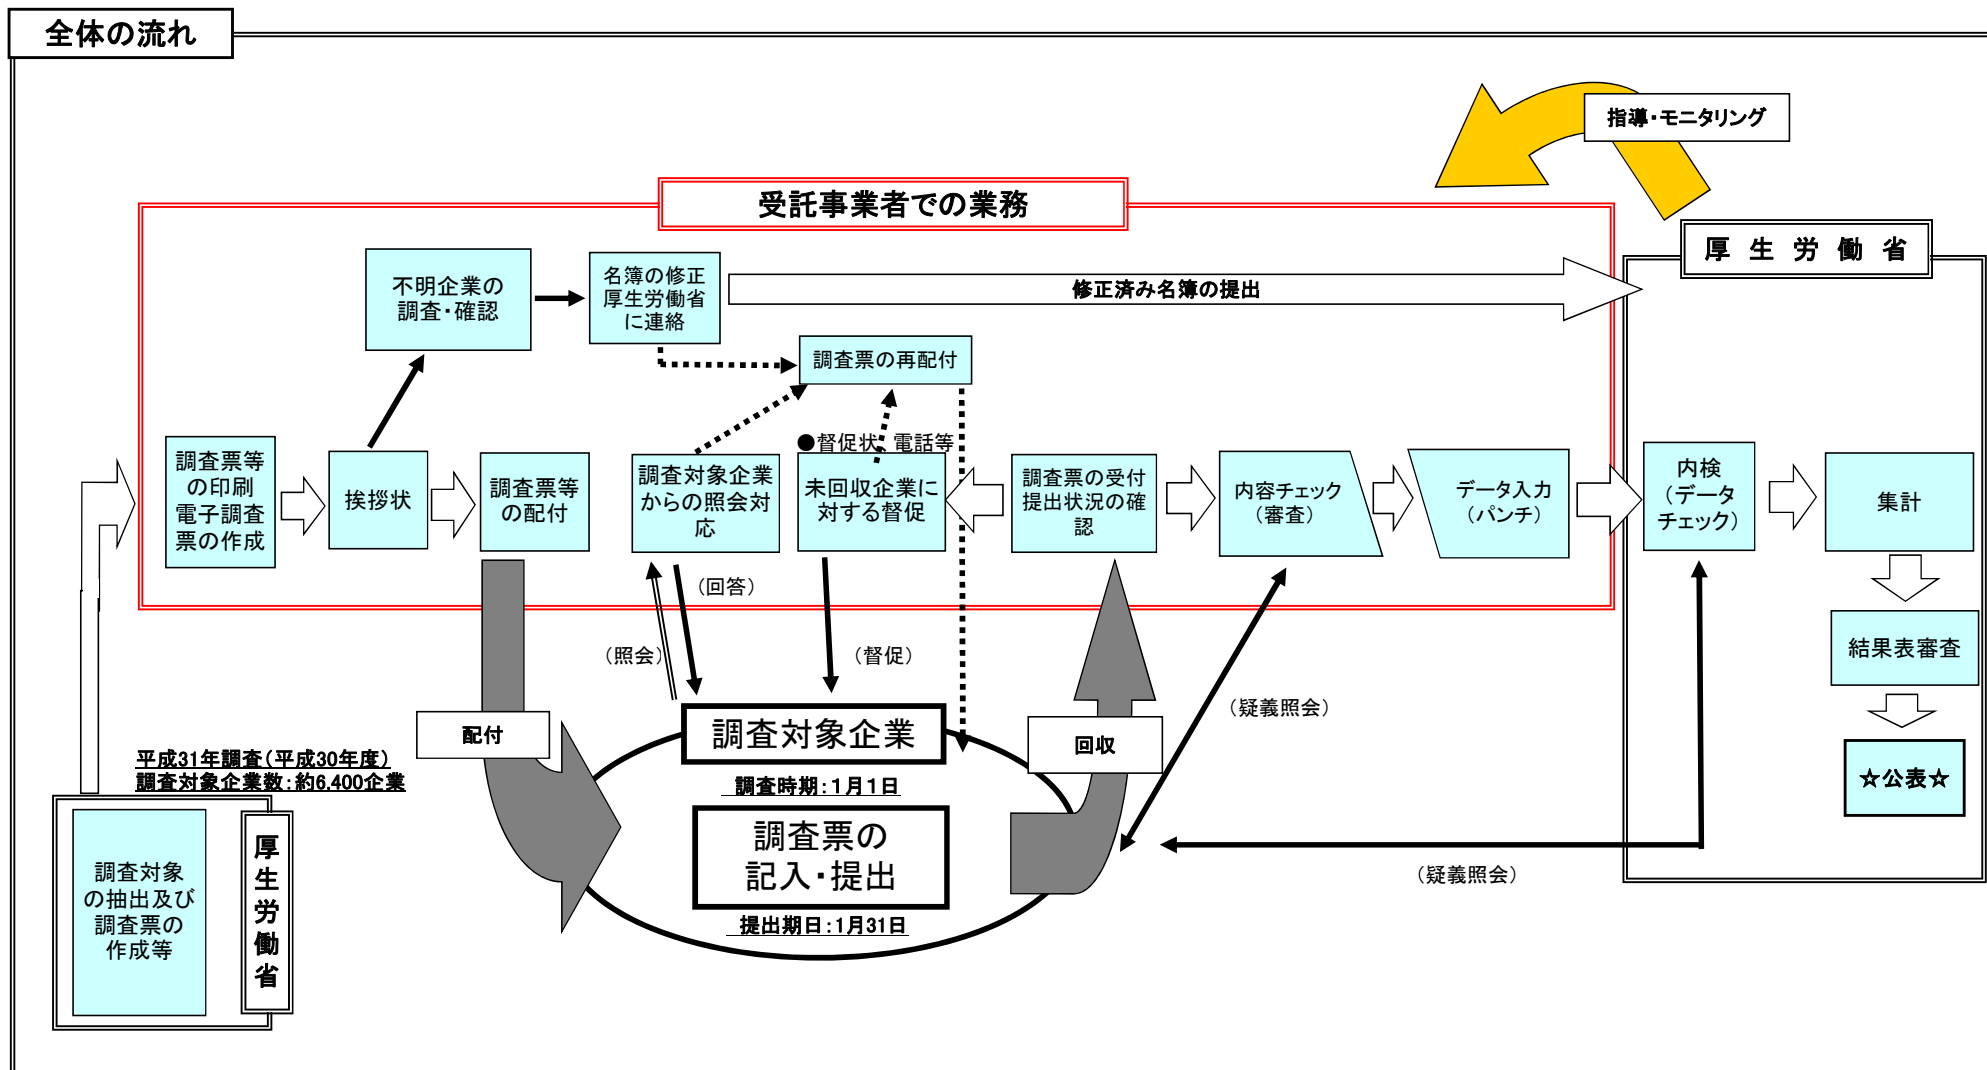 全体の流れ
指導・モニタリング
受託事業者での業務
厚生労働省
不明企業の
調査・確認
名簿の修正
厚生労働省
に連絡
修正済み名簿の提出
調査票の再配付
●督促状、電話等
調査票等
の印刷
電子調査
票の作成
挨拶状
調査票等
の配付
調査対象企業
からの照会対
応
未回収企業に
対する督促
調査票の受付
提出状況の確
認
内容チェック
（審査）
データ入力
（パンチ）
内検
（データ
チェック）
集計
（回答）
（照会）
（督促）
結果表審査
（疑義照会）
配付
調査対象企業
回収
平成31年調査（平成30年度）
調査対象企業数：約6,400企業
調査時期：1月1日
☆公表☆
調査票の
記入・提出
（疑義照会）
提出期日：1月31日
調査対象
の抽出及び
調査票の
作成等
厚
生
労
働
省